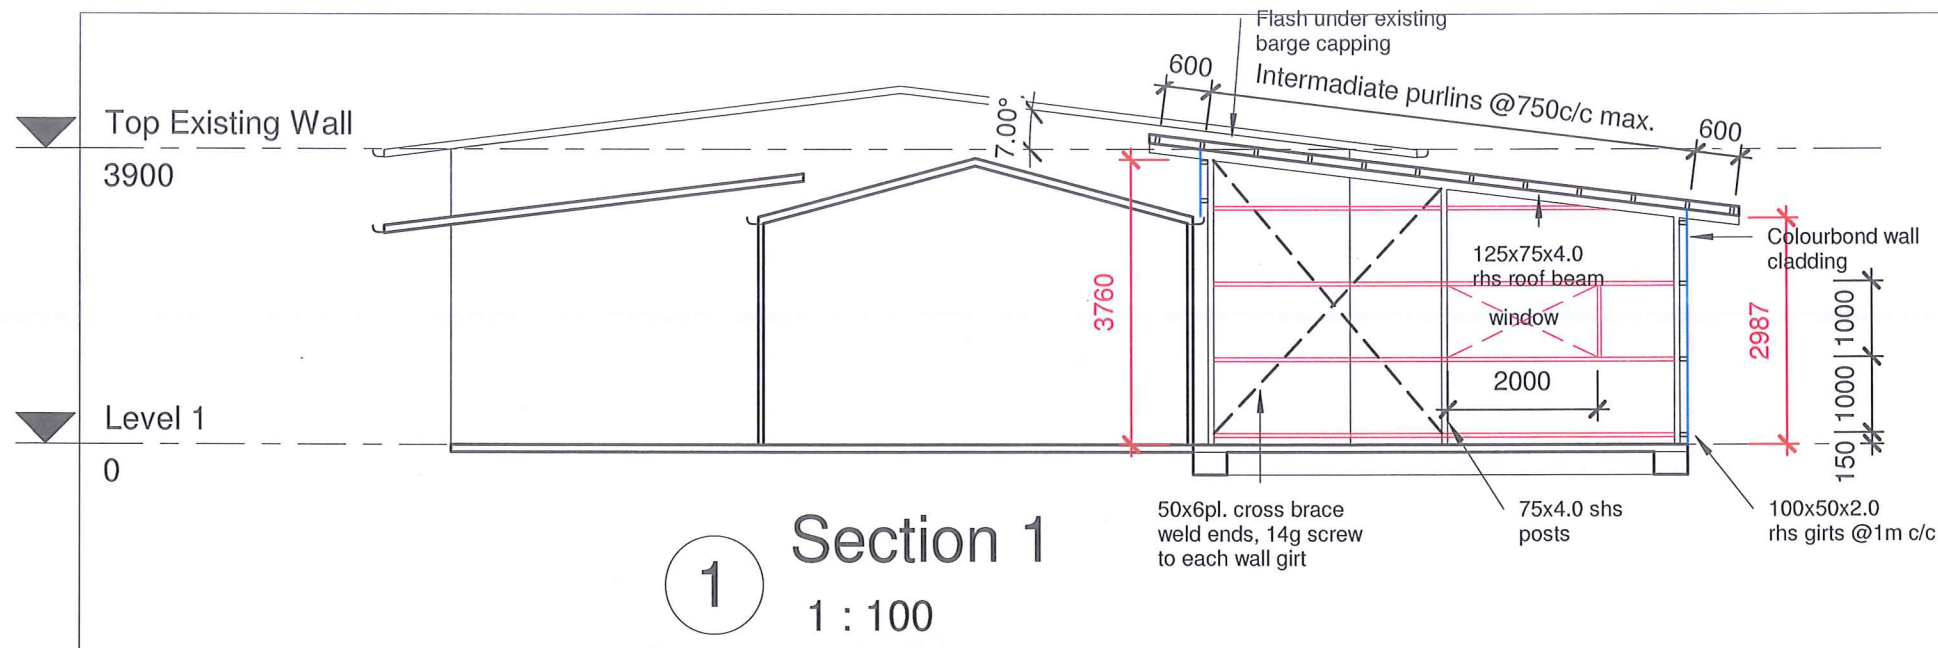 Flash under existing
barge capping
600
Intermadiate purlins @750c/c max.
600
Top Existing Wall
3900
7.00°
3760
125x75x4.0
rhs roof beam
Colourbond wall
cladding
window
2000
2987
1000
1000
150
Level 1
0
50x6pl. cross brace
weld ends, 14g screw
to each wall girt
75x4.0 shs
posts
100x50x2.0
rhs girts @1m c/c
1
Section 1
1 : 100